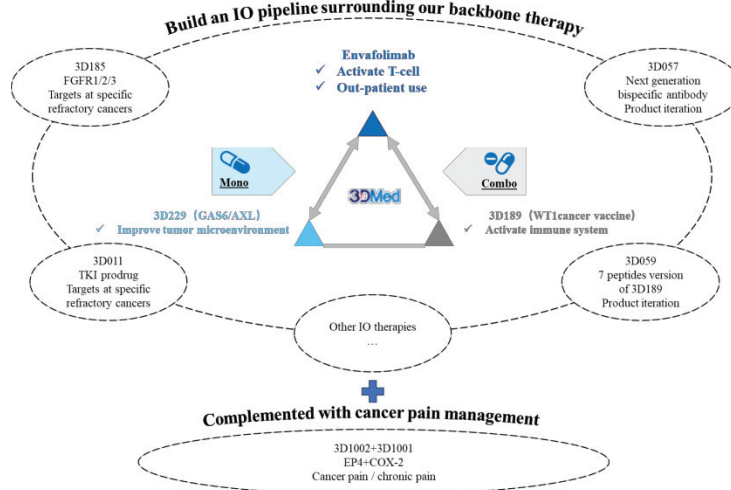 Build an IO pipeline surrounding our backbone therapy
3D185
FGFR1/2/3
Targets at specific
refractory cancers
Envafolimab
✓ Activate T-cell
✓ Out-patient use
3D057
Next generation
bispecific antibody
Product iteration
Mono
Combo
3DMed
3D229 (GAS6/AXL)
✓ Improve tumor microenvironment
3D189 (WT1cancer vaccine)
✓ Activate immune system
3D011
TKI prodrug
Targets at specific
refractory cancers
3D059
7 peptides version
of 3D189
Product iteration
Other IO therapies
…
Complemented with cancer pain management
3D1002+3D1001
EP4+COX-2
Cancer pain / chronic pain